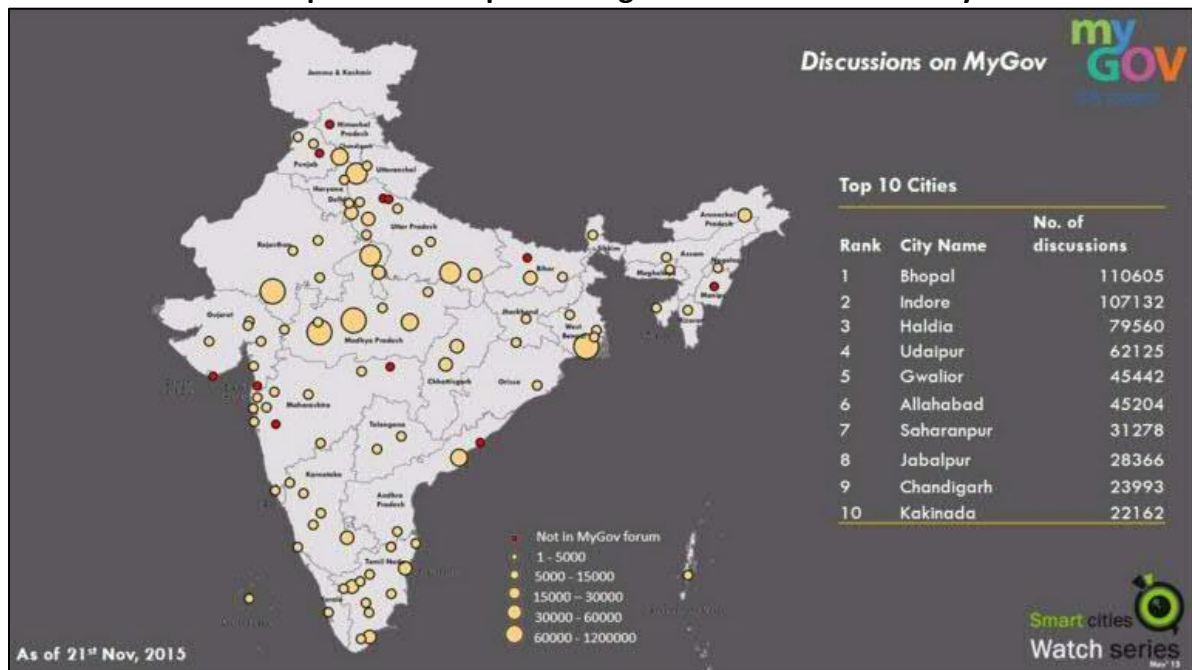 Discussions on MyGov
my
GOV
Jammu & Kashmir
Himachal
Pradesh
Chandigarh
Punjab
Uttaranchal
Haryana
Delhi
Uttar Pradesh
Rajasthan
Arunachal
Pradesh
Sikkim
Assam
Nagaland
Meghalaya
Bihar
Manipur
Mizoram
Gujarat
Jharkhand
West
Bengal
Madhya Pradesh
Chhattisgarh
Orissa
Maharashtra
Telangana
Karnataka
Andhra
Pradesh
Tamil Nadu
Kerala
Top 10 Cities
Rank City Name No. of discussions
1 Bhopal 110605
2 Indore 107132
3 Haldia 79560
4 Udaipur 62125
5 Gwalior 45442
6 Allahabad 45204
7 Saharanpur 31278
8 Jabalpur 28366
9 Chandigarh 23993
10 Kakinada 22162
Not in MyGov forum
1 - 5000
5000 - 15000
15000 – 30000
30000 - 60000
60000 - 1200000
As of 21st Nov, 2015
Smart cities
Watch series
Nov' 15